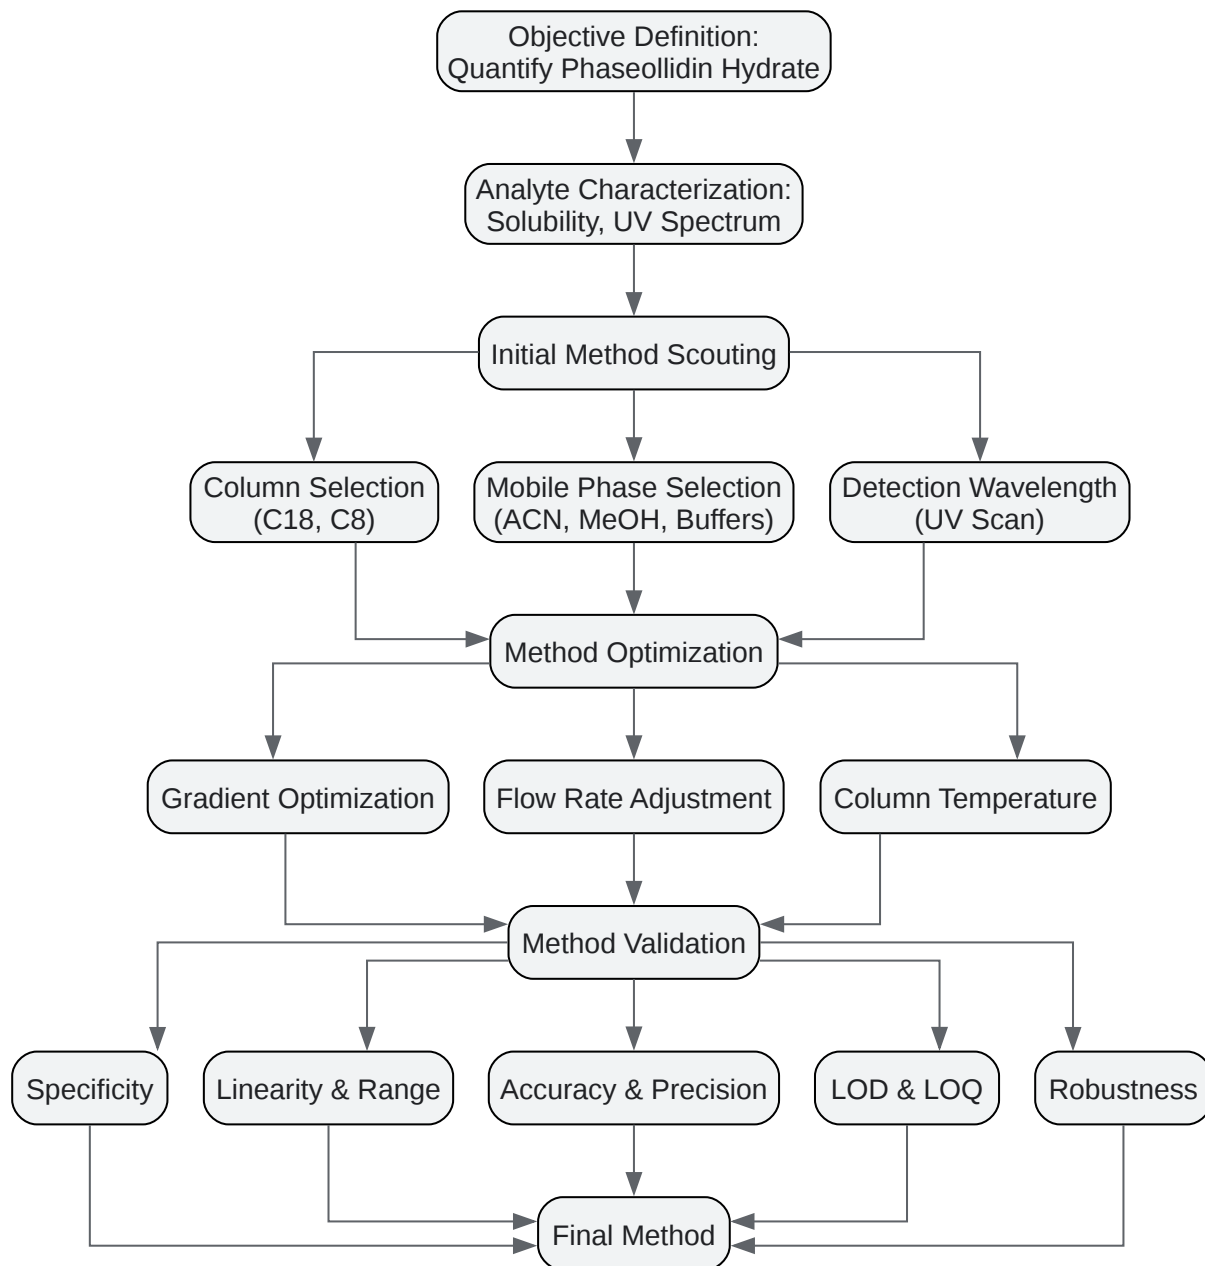 Objective Definition:
Quantify Phaseollidin Hydrate
Analyte Characterization:
Solubility, UV Spectrum
Initial Method Scouting
Column Selection
(C18, C8)
Mobile Phase Selection
(ACN, MeOH, Buffers)
Detection Wavelength
(UV Scan)
Method Optimization
Gradient Optimization
Flow Rate Adjustment
Column Temperature
Method Validation
Specificity
Linearity & Range
Accuracy & Precision
LOD & LOQ
Robustness
Final Method